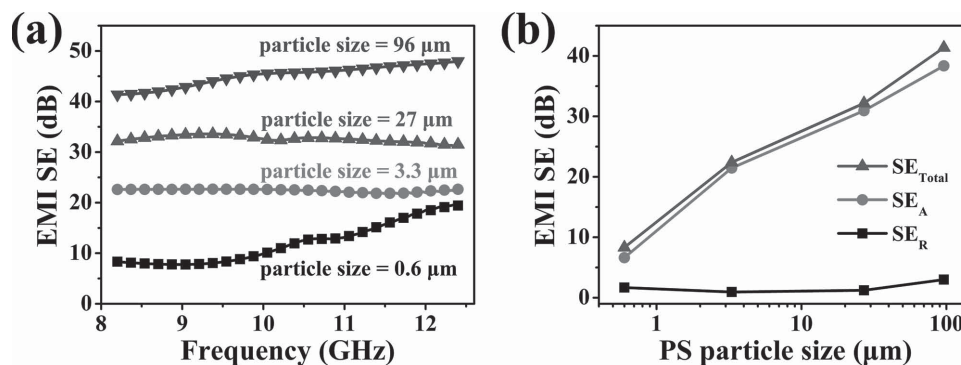 (a)
EMI SE (dB)
50
40
30
20
10
0
particle size = 96 µm
particle size = 27 µm
particle size = 3.3 µm
particle size = 0.6 µm
8
9
10
11
12
Frequency (GHz)
(b)
EMI SE (dB)
40
30
20
10
0
SE_Total
SE_A
SE_R
1
10
100
PS particle size (µm)